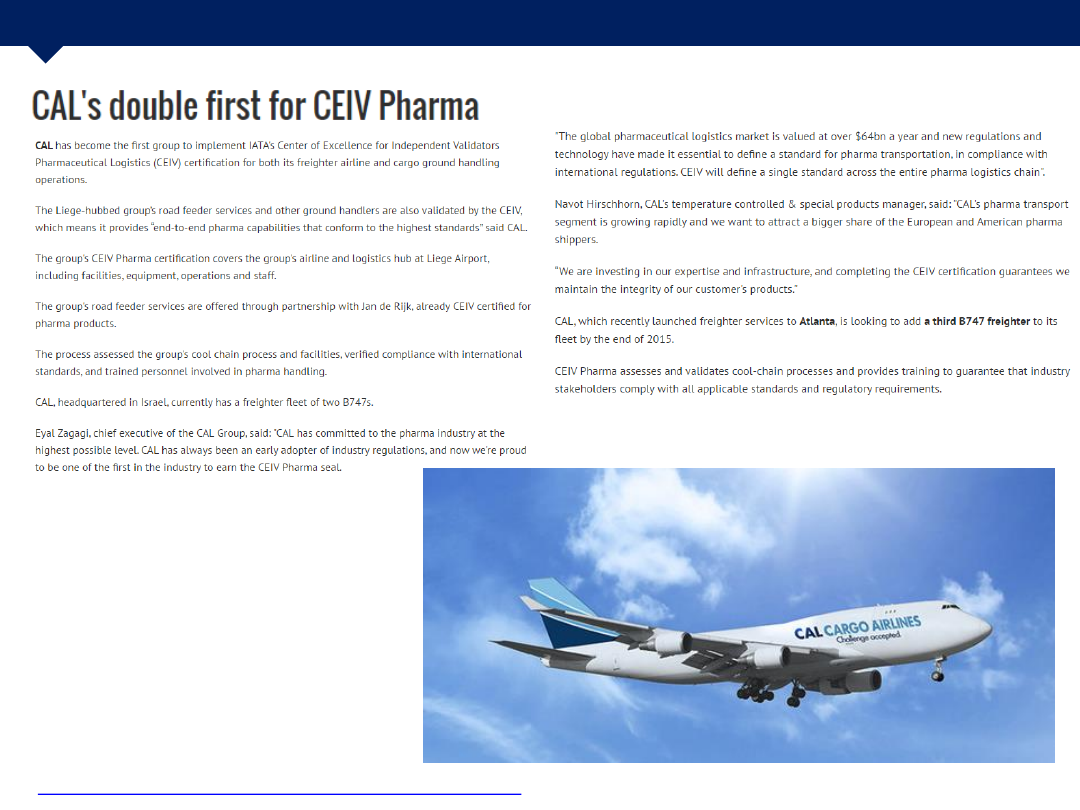 CAL's double first for CEIV Pharma
CAL has become the first group to implement IATA's Center of Excellence for Independent Validators
Pharmaceutical Logistics (CEIV) certification for both its freighter airline and cargo ground handling
operations.
The Liege-hubbed group's road feeder services and other ground handlers are also validated by the CEIV,
which means it provides "end-to-end pharma capabilities that conform to the highest standards" said CAL.
The group's CEIV Pharma certification covers the group's airline and logistics hub at Liege Airport,
including facilities, equipment, operations and staff.
The group's road feeder services are offered through partnership with Jan de Rijk, already CEIV certified for
pharma products.
The process assessed the group's cool chain process and facilities, verified compliance with international
standards, and trained personnel involved in pharma handling.
CAL, headquartered in Israel, currently has a freighter fleet of two B747s.
Eyal Zagagi, chief executive of the CAL Group, said: "CAL has committed to the pharma industry at the
highest possible level. CAL has always been an early adopter of industry regulations, and now we're proud
to be one of the first in the industry to earn the CEIV Pharma seal.
"The global pharmaceutical logistics market is valued at over $64bn a year and new regulations and
technology have made it essential to define a standard for pharma transportation, in compliance with
international regulations. CEIV will define a single standard across the entire pharma logistics chain".
Navot Hirschhorn, CAL's temperature controlled & special products manager, said: "CAL's pharma transport
segment is growing rapidly and we want to attract a bigger share of the European and American pharma
shippers.
"We are investing in our expertise and infrastructure, and completing the CEIV certification guarantees we
maintain the integrity of our customer's products."
CAL, which recently launched freighter services to Atlanta, is looking to add a third B747 freighter to its
fleet by the end of 2015.
CEIV Pharma assesses and validates cool-chain processes and provides training to guarantee that industry
stakeholders comply with all applicable standards and regulatory requirements.
CAL CARGO AIRLINES
Challenge accepted.